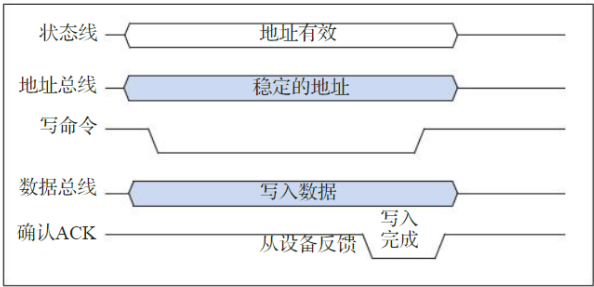 状态线 地址有效
地址总线 稳定的地址
写命令
数据总线 写入数据
确认ACK 从设备反馈 写入
完成